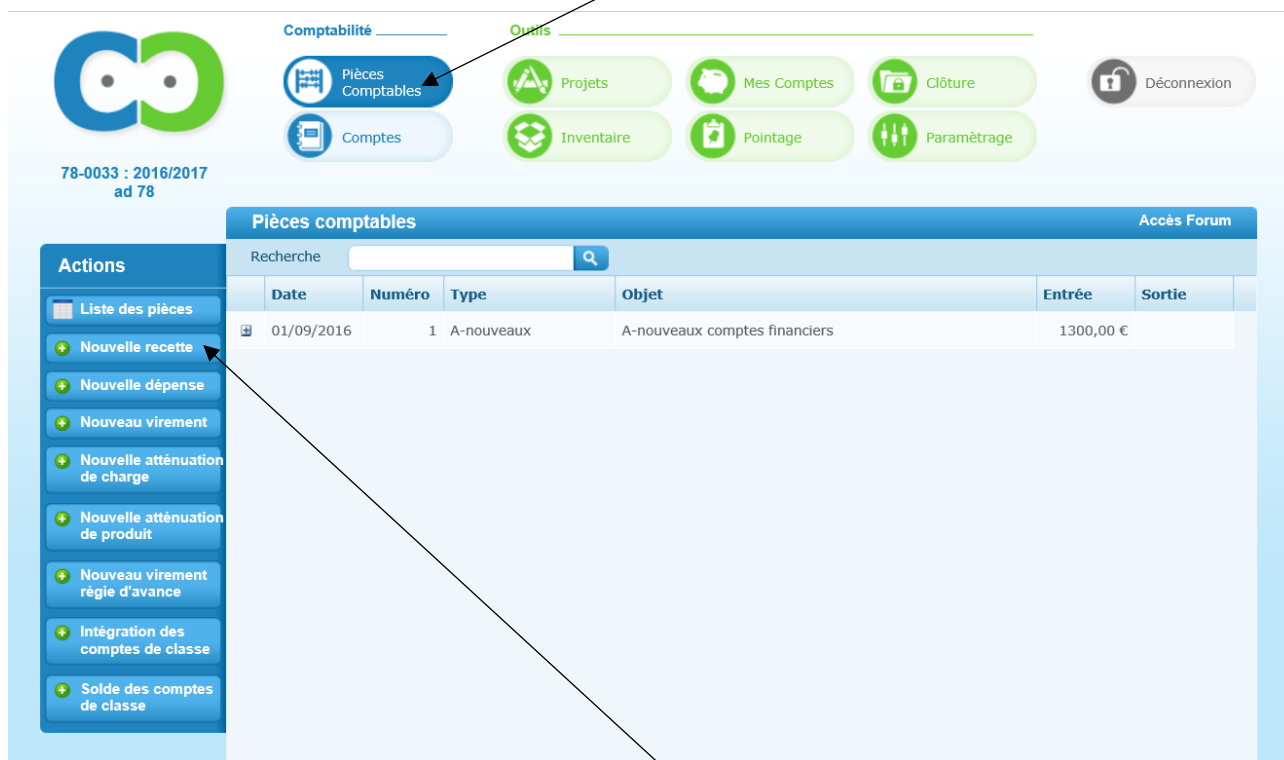 Comptabilité
Outils
Pièces
Comptables
Projets
Mes Comptes
Clôture
Déconnexion
Comptes
Inventaire
Pointage
Paramètrage
78-0033 : 2016/2017
ad 78
Pièces comptables
Accès Forum
Actions
Recherche
Date Numéro Type Objet Entrée Sortie
01/09/2016 1 A-nouveaux A-nouveaux comptes financiers 1300,00 €
Liste des pièces
Nouvelle recette
Nouvelle dépense
Nouveau virement
Nouvelle atténuation
de charge
Nouvelle atténuation
de produit
Nouveau virement
régie d'avance
Intégration des
comptes de classe
Solde des comptes
de classe